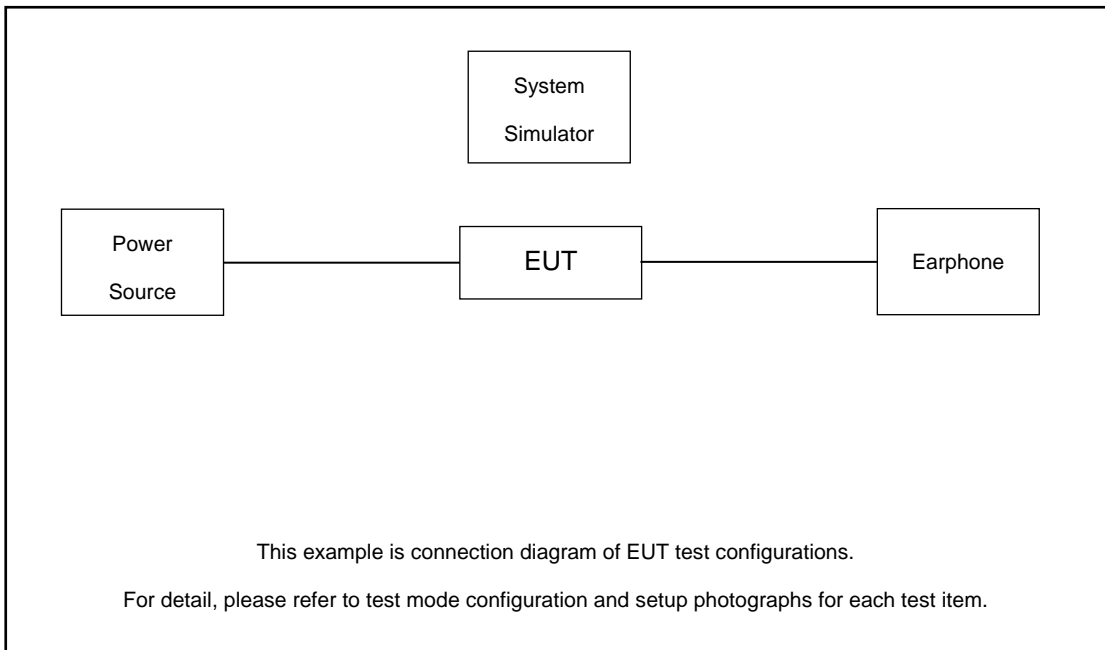 System
Simulator
Power
Source
EUT
Earphone
This example is connection diagram of EUT test configurations.
For detail, please refer to test mode configuration and setup photographs for each test item.